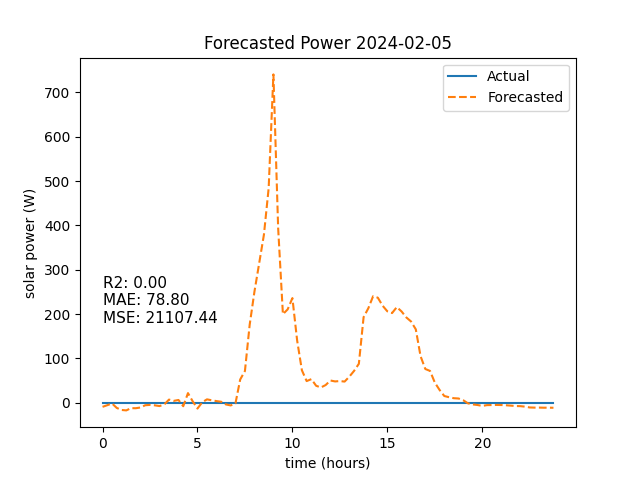 Forecasted Power 2024-02-05
Actual
Forecasted
R2: 0.00
MAE: 78.80
MSE: 21107.44
solar power (W)
700
600
500
400
300
200
100
0
0 5 10 15 20
time (hours)